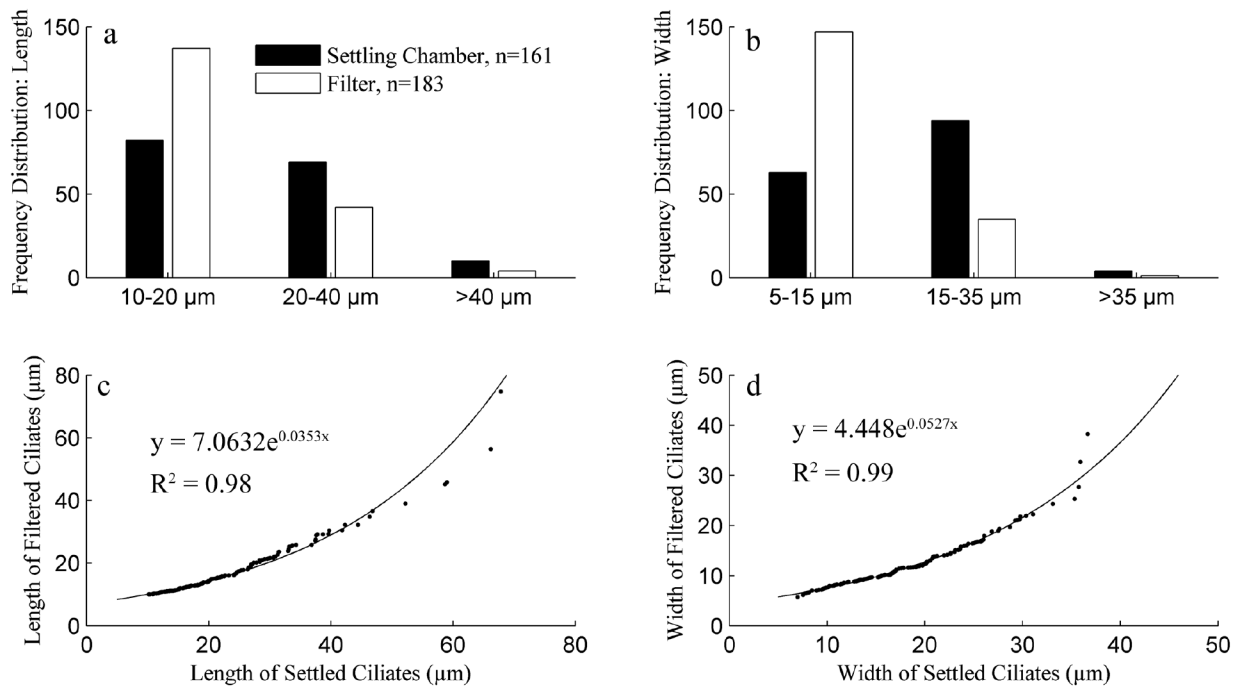 Frequency Distribution: Length
150
100
50
0
a
Settling Chamber, n=161
Filter, n=183
10-20 µm
20-40 µm
>40 µm
Frequency Distribtution: Width
150
100
50
0
b
5-15 µm
15-35 µm
>35 µm
Length of Filtered Ciliates (µm)
80
60
40
20
0
c
y = 7.0632e^0.0353x
R² = 0.98
0
20
40
60
80
Length of Settled Ciliates (µm)
Width of Filtered Ciliates (µm)
50
40
30
20
10
0
d
y = 4.448e^0.0527x
R² = 0.99
0
10
20
30
40
50
Width of Settled Ciliates (µm)